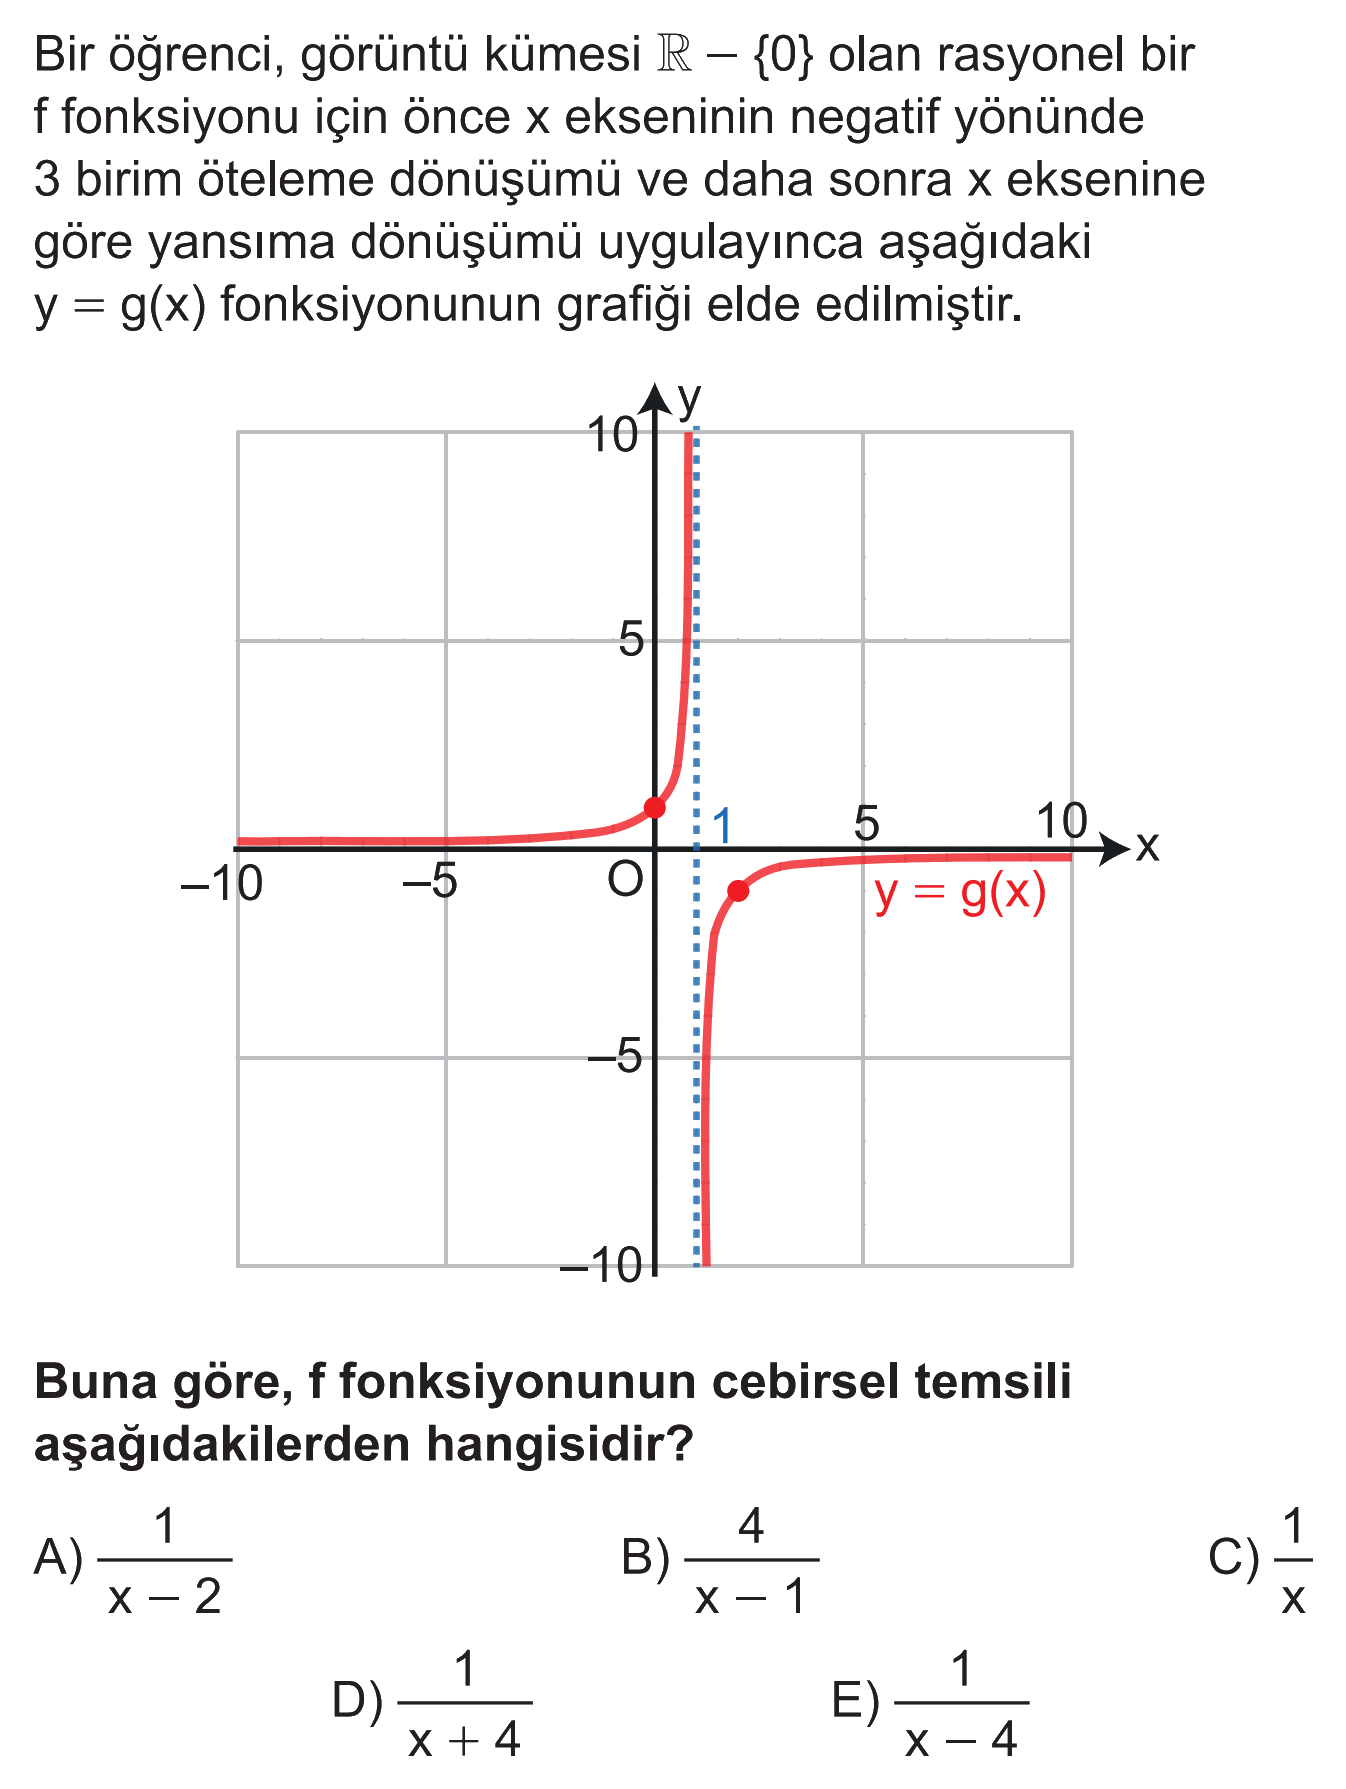 Bir öğrenci, görüntü kümesi ℝ – {0} olan rasyonel bir
f fonksiyonu için önce x ekseninin negatif yönünde
3 birim öteleme dönüşümü ve daha sonra x eksenine
göre yansıma dönüşümü uygulayınca aşağıdaki
y = g(x) fonksiyonunun grafiği elde edilmiştir.
y
10
5
1
5
10
x
–10
–5
O
y = g(x)
–5
–10
Buna göre, f fonksiyonunun cebirsel temsili
aşağıdakilerden hangisidir?
A) 1/(x – 2) B) 4/(x – 1) C) 1/x
D) 1/(x + 4) E) 1/(x – 4)